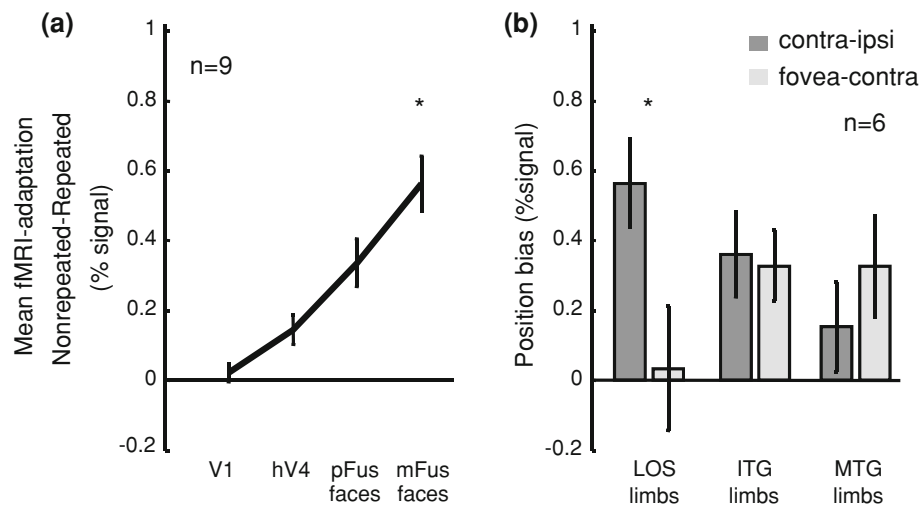 (a)
n=9
*
Mean fMRI-adaptation
Nonrepeated-Repeated
(% signal)
1
0.8
0.6
0.4
0.2
0
-0.2
V1
hV4
pFus
faces
mFus
faces
(b)
contra-ipsi
fovea-contra
n=6
*
Position bias (%signal)
1
0.8
0.6
0.4
0.2
0
-0.2
LOS
limbs
ITG
limbs
MTG
limbs